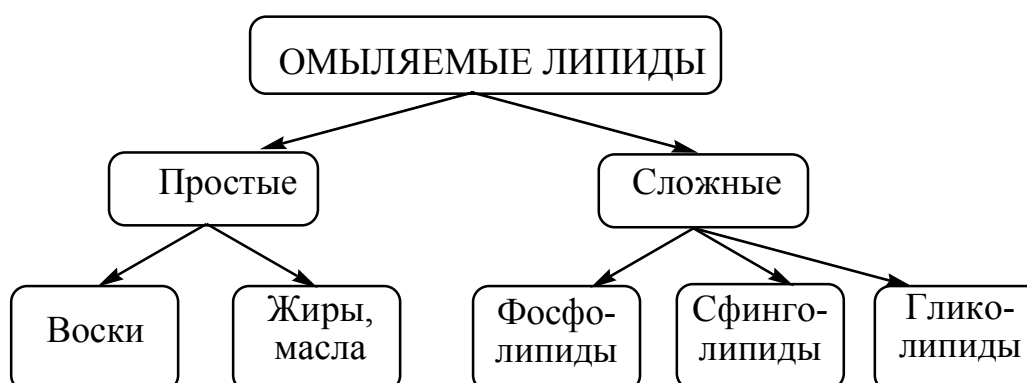 ОМЫЛЯЕМЫЕ ЛИПИДЫ
Простые
Сложные
Воски
Жиры,
масла
Фосфо-
липиды
Сфинго-
липиды
Глико-
липиды